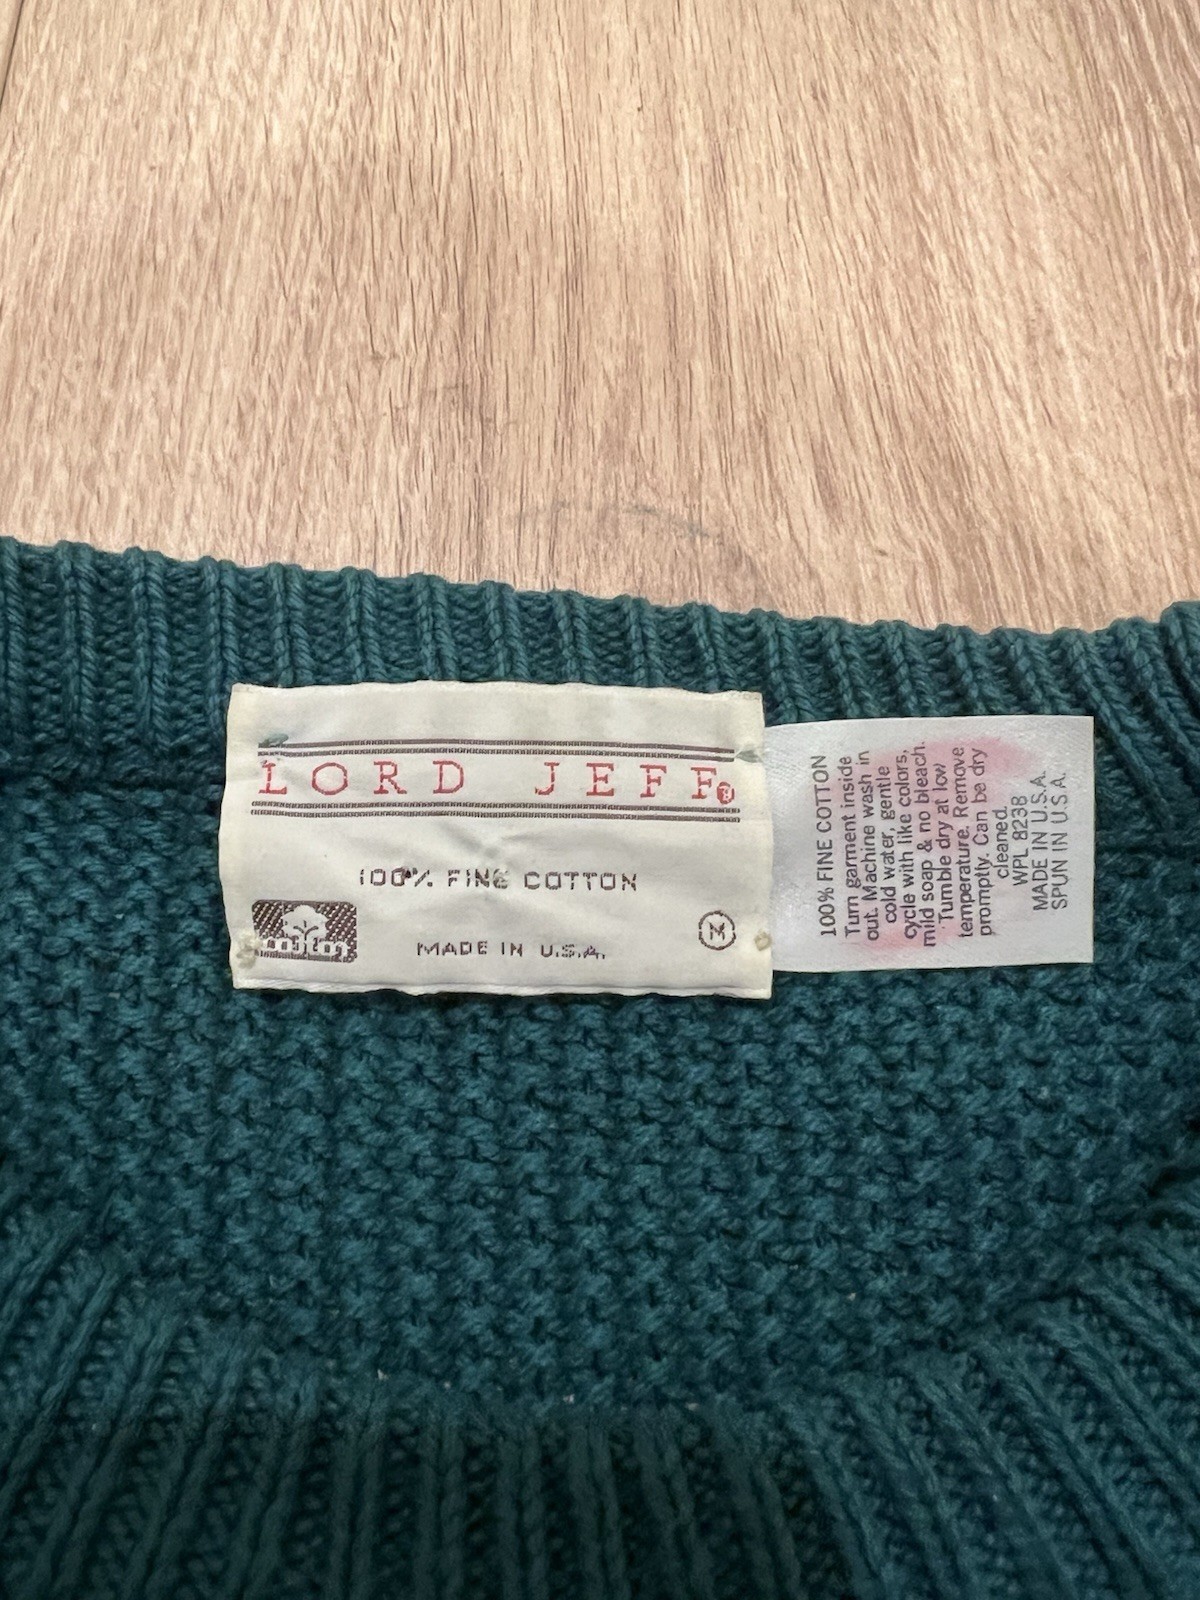 LORD JEFF®
100% FINE COTTON
cotton
MADE IN U.S.A.
M
100% FINE COTTON
Turn garment inside
out. Machine wash in
cold water, gentle
cycle with like colors,
mild soap & no bleach.
Tumble dry at low
temperature. Remove
promptly. Can be dry
cleaned.
WPL 8238
MADE IN U.S.A.
SPUN IN U.S.A.